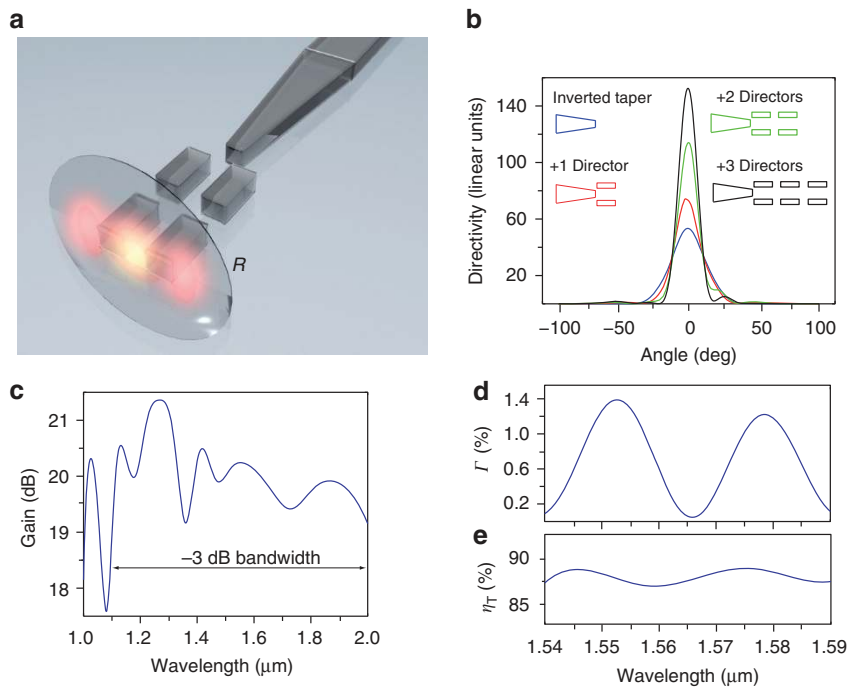 a
R
b
Directivity (linear units)
140
100
60
20
Inverted taper
+2 Directors
+1 Director
+3 Directors
−100
−50
0
50
100
Angle (deg)
c
Gain (dB)
21
20
19
18
−3 dB bandwidth
1.0
1.2
1.4
1.6
1.8
2.0
Wavelength (μm)
d
Γ (%)
1.4
1.0
0.6
0.2
e
η_T (%)
90
85
1.54
1.55
1.56
1.57
1.58
1.59
Wavelength (μm)